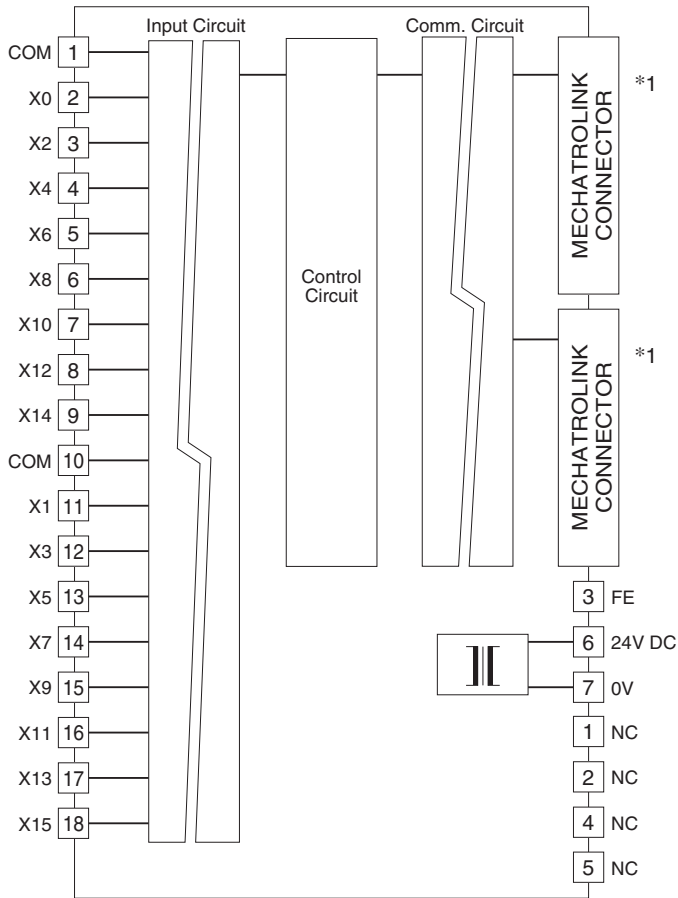 Input Circuit
Comm. Circuit
COM 1
X0 2
X2 3
X4 4
X6 5
X8 6
X10 7
X12 8
X14 9
COM 10
X1 11
X3 12
X5 13
X7 14
X9 15
X11 16
X13 17
X15 18
Control
Circuit
MECHATROLINK
CONNECTOR
*1
MECHATROLINK
CONNECTOR
*1
3 FE
6 24V DC
7 0V
1 NC
2 NC
4 NC
5 NC